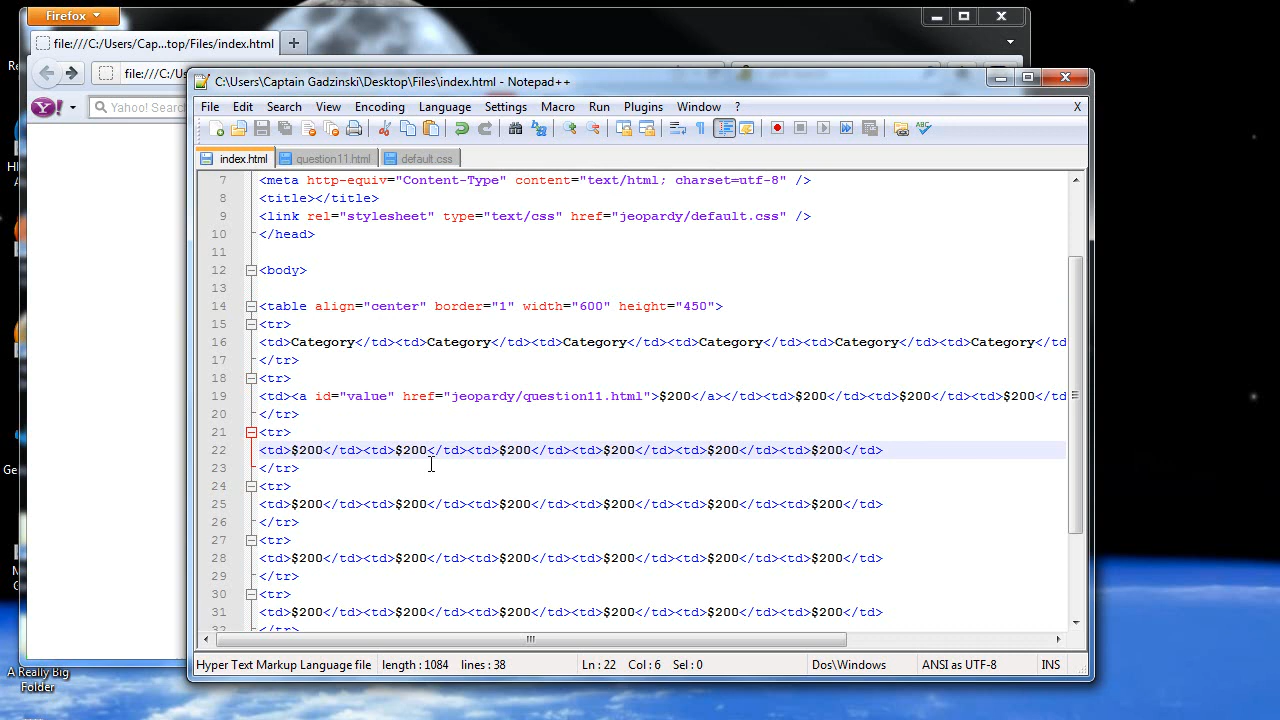 Firefox
file:///C:/Users/Cap...top/Files/index.html
file:///C:/Us
Yahoo! Searc
C:\Users\Captain Gadzinski\Desktop\Files\index.html - Notepad++
File Edit Search View Encoding Language Settings Macro Run Plugins Window ? X
index.html question11.html default.css
7 <meta http-equiv="Content-Type" content="text/html; charset=utf-8" />
8 <title></title>
9 <link rel="stylesheet" type="text/css" href="jeopardy/default.css" />
10 </head>
11
12 <body>
13
14 <table align="center" border="1" width="600" height="450">
15 <tr>
16 <td>Category</td><td>Category</td><td>Category</td><td>Category</td><td>Category</td><td>Category</td
17 </tr>
18 <tr>
19 <td><a id="value" href="jeopardy/question11.html">$200</a></td><td>$200</td><td>$200</td><td>$200</td
20 </tr>
21 <tr>
22 <td>$200</td><td>$200</td><td>$200</td><td>$200</td><td>$200</td><td>$200</td>
23 </tr>
24 <tr>
25 <td>$200</td><td>$200</td><td>$200</td><td>$200</td><td>$200</td><td>$200</td>
26 </tr>
27 <tr>
28 <td>$200</td><td>$200</td><td>$200</td><td>$200</td><td>$200</td><td>$200</td>
29 </tr>
30 <tr>
31 <td>$200</td><td>$200</td><td>$200</td><td>$200</td><td>$200</td><td>$200</td>
32 </tr>
Hyper Text Markup Language file length : 1084 lines : 38 Ln : 22 Col : 6 Sel : 0 Dos\Windows ANSI as UTF-8 INS
A Really Big
Folder